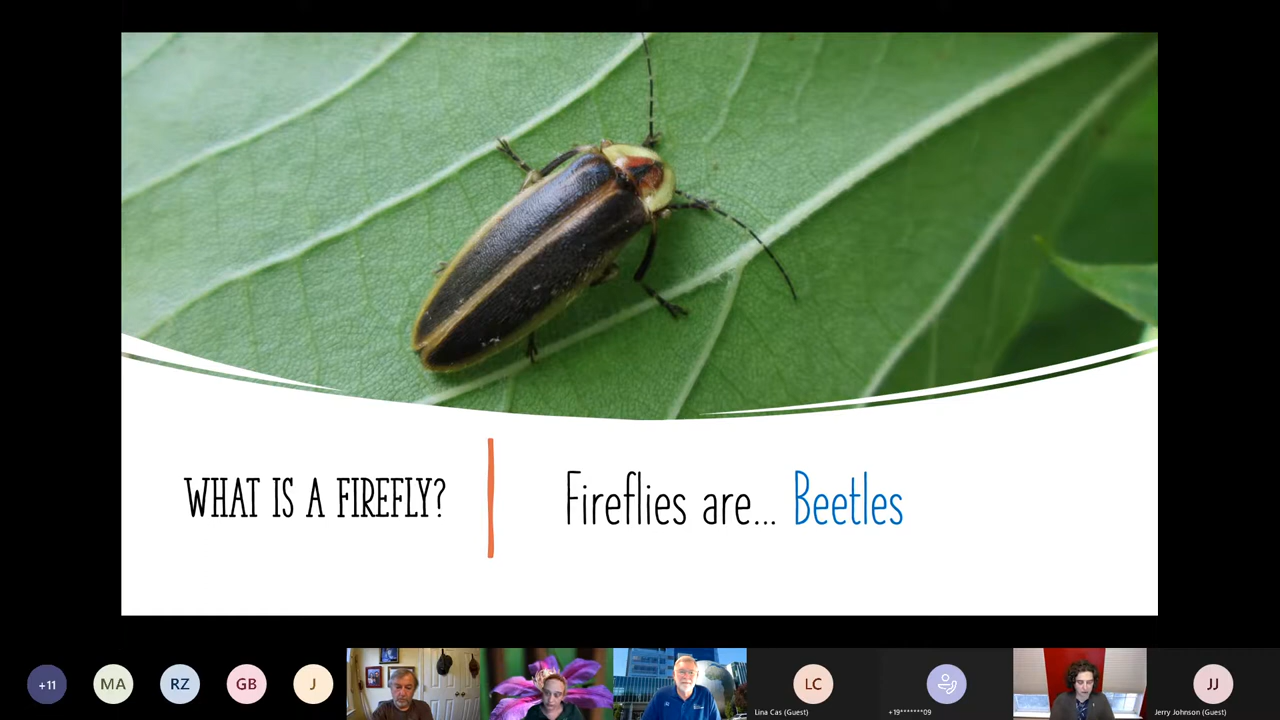 WHAT IS A FIREFLY?
Fireflies are... Beetles
+11
MA
RZ
GB
J
LC
Lina Cas (Guest)
+19*******09
JJ
Jerry Johnson (Guest)